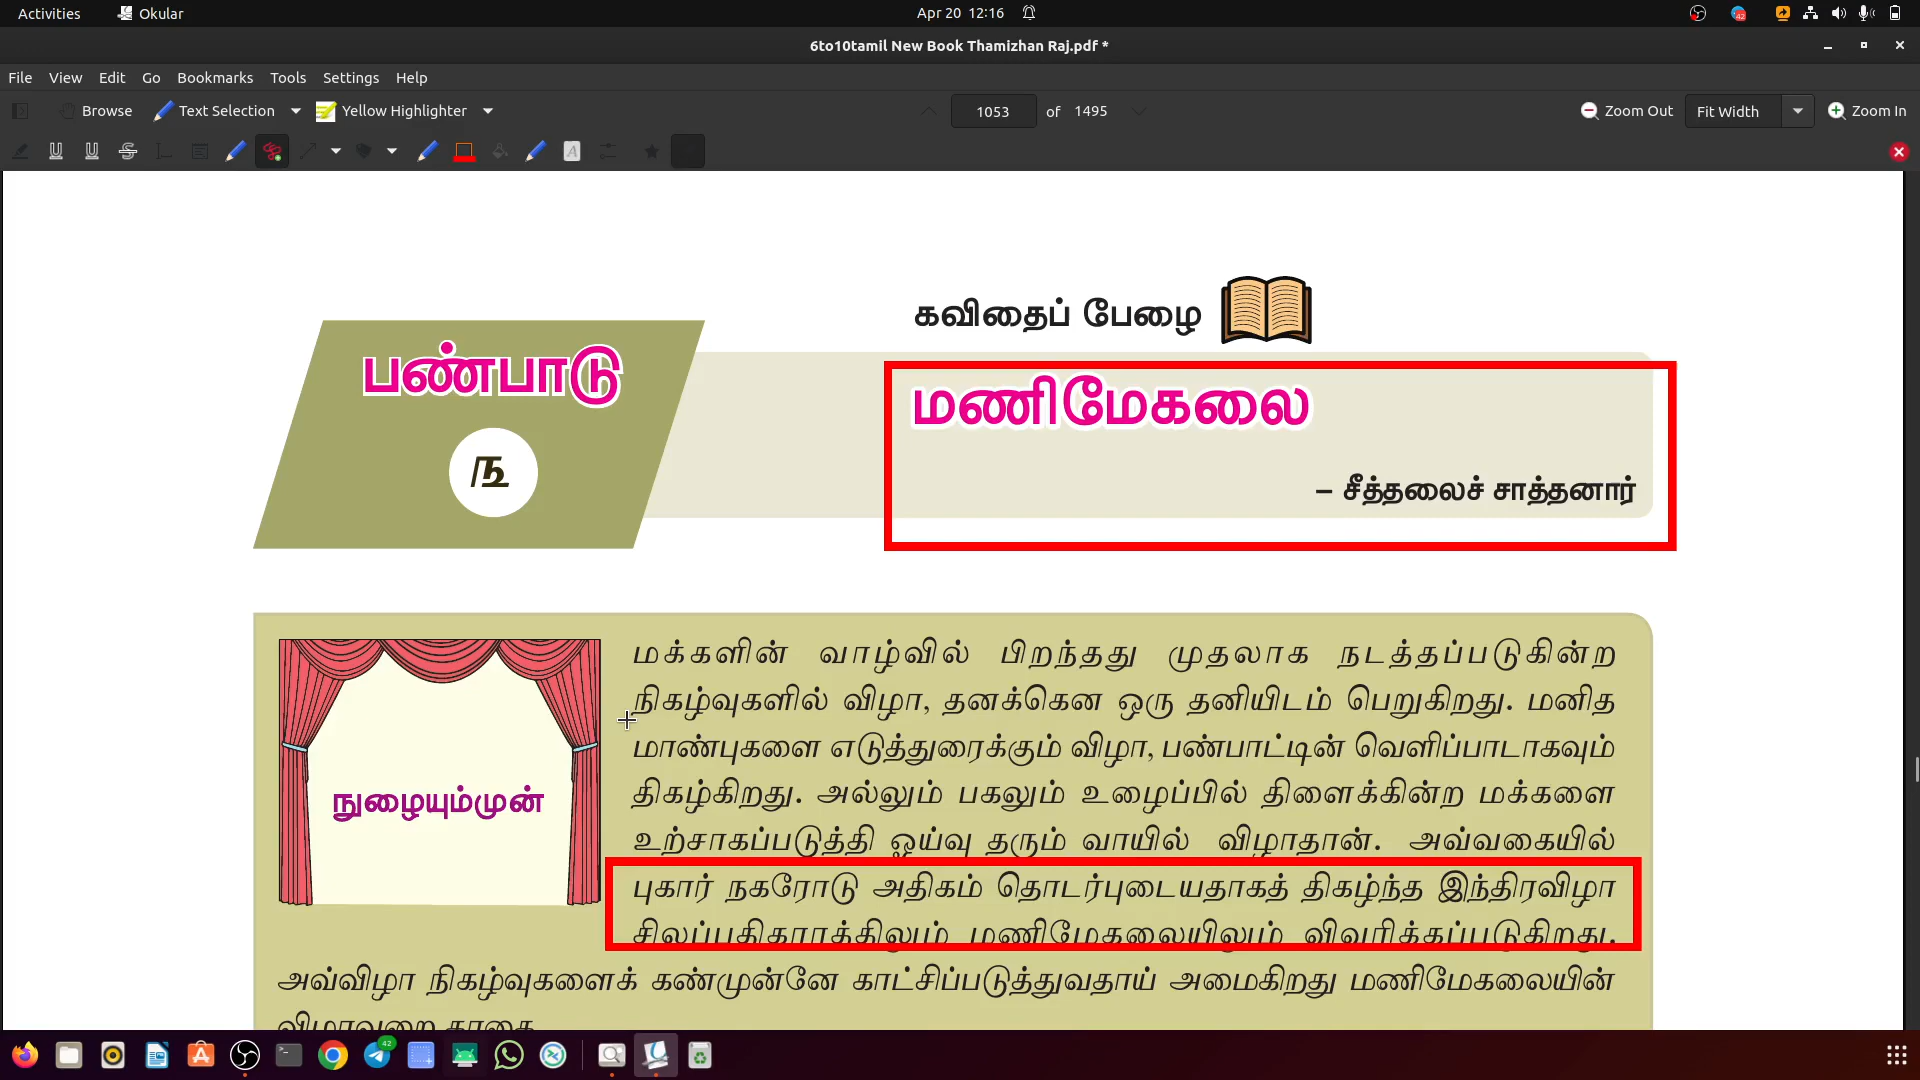 Activities Okular Apr 20 12:16
6to10tamil New Book Thamizhan Raj.pdf *
File View Edit Go Bookmarks Tools Settings Help
Browse Text Selection Yellow Highlighter 1053 of 1495 Zoom Out Fit Width Zoom In
கவிதைப் பேழை
பண்பாடு
மணிமேகலை
௩
– சீத்தலைச் சாத்தனார்
மக்களின் வாழ்வில் பிறந்தது முதலாக நடத்தப்படுகின்ற
நிகழ்வுகளில் விழா, தனக்கென ஒரு தனியிடம் பெறுகிறது. மனித
மாண்புகளை எடுத்துரைக்கும் விழா, பண்பாட்டின் வெளிப்பாடாகவும்
திகழ்கிறது. அல்லும் பகலும் உழைப்பில் திளைக்கின்ற மக்களை
நுழையும்முன்
உற்சாகப்படுத்தி ஓய்வு தரும் வாயில் விழாதான். அவ்வகையில்
புகார் நகரோடு அதிகம் தொடர்புடையதாகத் திகழ்ந்த இந்திரவிழா
சிலப்பதிகாரத்திலும் மணிமேகலையிலும் விவரிக்கப்படுகிறது.
அவ்விழா நிகழ்வுகளைக் கண்முன்னே காட்சிப்படுத்துவதாய் அமைகிறது மணிமேகலையின்
விழாவறை காதை.
42